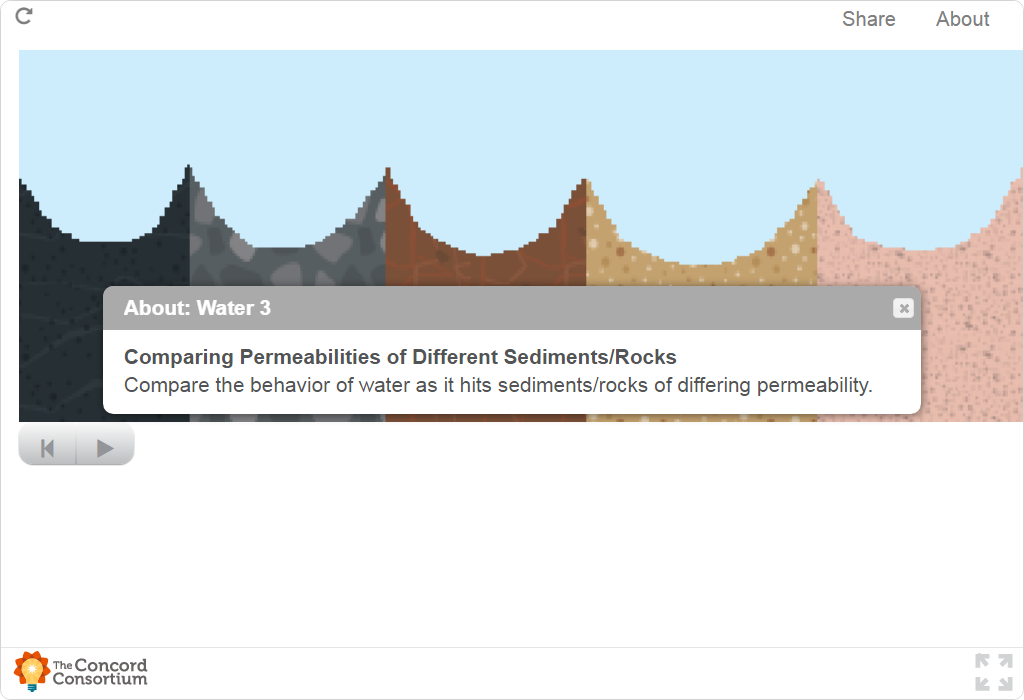 Share About
About: Water 3
Comparing Permeabilities of Different Sediments/Rocks
Compare the behavior of water as it hits sediments/rocks of differing permeability.
The Concord
Consortium